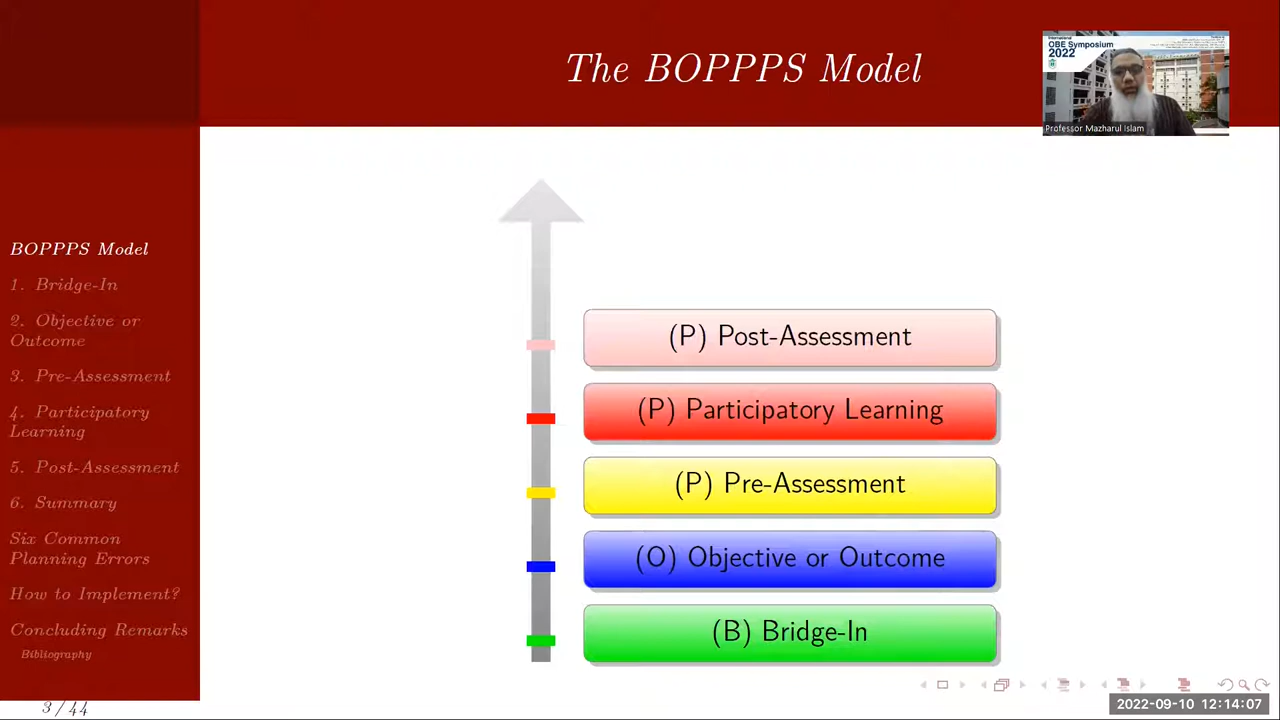 The BOPPPS Model
International
OBE Symposium
2022
Professor Mazharul Islam
BOPPPS Model
1. Bridge-In
2. Objective or
Outcome
3. Pre-Assessment
4. Participatory
Learning
5. Post-Assessment
6. Summary
Six Common
Planning Errors
How to Implement?
Concluding Remarks
Bibliography
(P) Post-Assessment
(P) Participatory Learning
(P) Pre-Assessment
(O) Objective or Outcome
(B) Bridge-In
3 / 44
2022-09-10 12:14:07